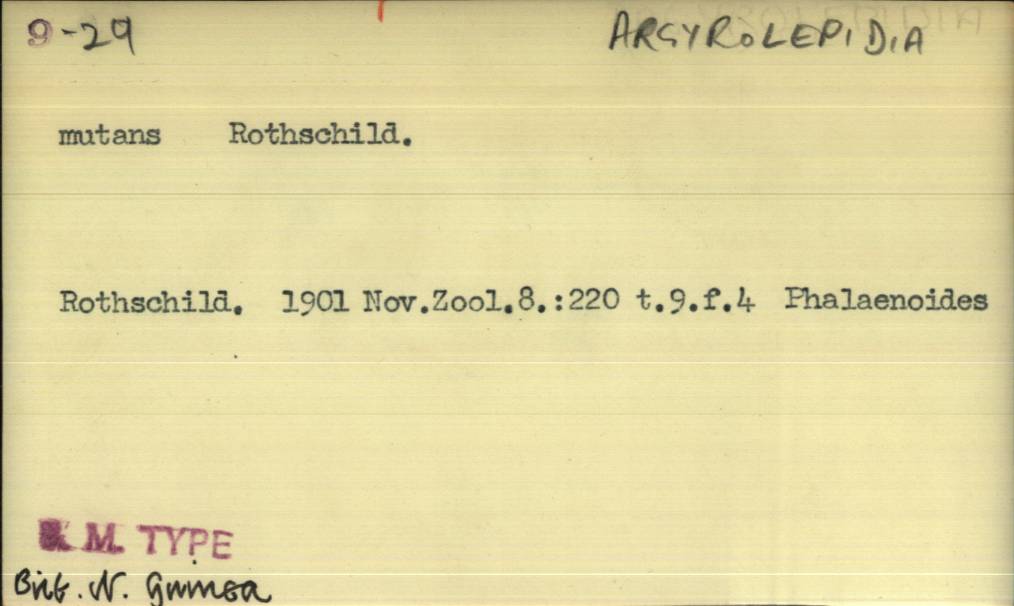 9-29 ARGYROLEPIDIA
mutans Rothschild.
Rothschild. 1901 Nov.Zool.8.:220 t.9.f.4 Phalaenoides
M. TYPE
Brit. N. Guinea